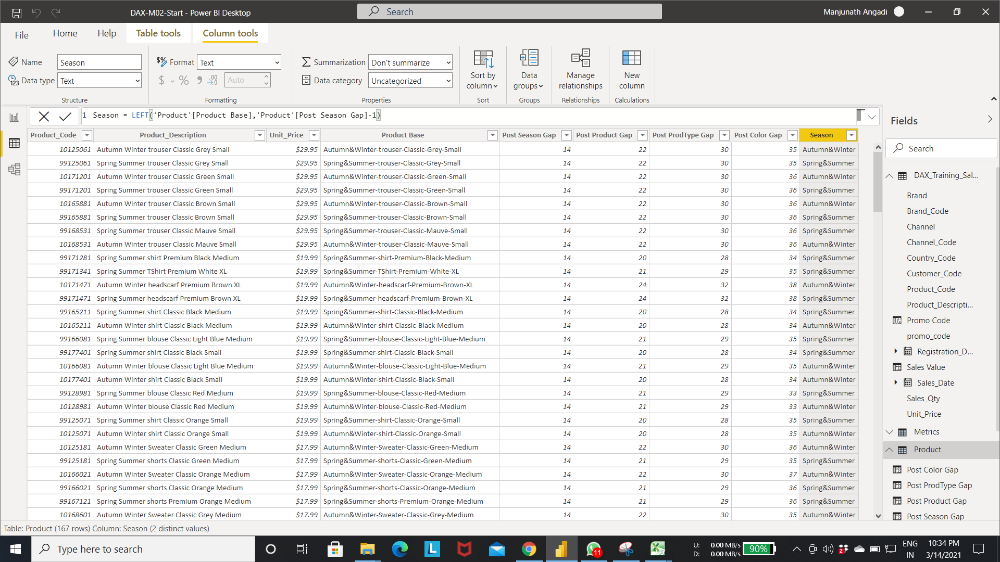 DAX-M02-Start - Power BI Desktop
Search
Manjunath Angadi
File
Home
Help
Table tools
Column tools
Name
Season
Data type
Text
Structure
Format
Text
Auto
Formatting
Summarization
Don't summarize
Data category
Uncategorized
Properties
Sort by
column
Sort
Data
groups
Groups
Manage
relationships
Relationships
New
column
Calculations
1 Season = LEFT('Product'[Product Base],'Product'[Post Season Gap]-1)
Product_Code Product_Description Unit_Price Product Base Post Season Gap Post Product Gap Post ProdType Gap Post Color Gap Season
10125061 Autumn Winter trouser Classic Grey Small $29.95 Autumn&Winter-trouser-Classic-Grey-Small 14 22 30 35 Autumn&Winter
99125061 Spring Summer trouser Classic Grey Small $29.95 Spring&Summer-trouser-Classic-Grey-Small 14 22 30 35 Spring&Summer
10171201 Autumn Winter trouser Classic Green Small $29.95 Autumn&Winter-trouser-Classic-Green-Small 14 22 30 36 Autumn&Winter
99171201 Spring Summer trouser Classic Green Small $29.95 Spring&Summer-trouser-Classic-Green-Small 14 22 30 36 Spring&Summer
10165881 Autumn Winter trouser Classic Brown Small $29.95 Autumn&Winter-trouser-Classic-Brown-Small 14 22 30 36 Autumn&Winter
99165881 Spring Summer trouser Classic Brown Small $29.95 Spring&Summer-trouser-Classic-Brown-Small 14 22 30 36 Spring&Summer
99168531 Spring Summer trouser Classic Mauve Small $29.95 Spring&Summer-trouser-Classic-Mauve-Small 14 22 30 36 Spring&Summer
10168531 Autumn Winter trouser Classic Mauve Small $29.95 Autumn&Winter-trouser-Classic-Mauve-Small 14 22 30 36 Autumn&Winter
99171281 Spring Summer shirt Premium Black Medium $19.99 Spring&Summer-shirt-Premium-Black-Medium 14 20 28 34 Spring&Summer
99171341 Spring Summer TShirt Premium White XL $19.99 Spring&Summer-TShirt-Premium-White-XL 14 21 29 35 Spring&Summer
10171471 Autumn Winter headscarf Premium Brown XL $19.99 Autumn&Winter-headscarf-Premium-Brown-XL 14 24 32 38 Autumn&Winter
99171471 Spring Summer headscarf Premium Brown XL $19.99 Spring&Summer-headscarf-Premium-Brown-XL 14 24 32 38 Spring&Summer
99165211 Spring Summer shirt Classic Black Medium $19.99 Spring&Summer-shirt-Classic-Black-Medium 14 20 28 34 Spring&Summer
10165211 Autumn Winter shirt Classic Black Medium $19.99 Autumn&Winter-shirt-Classic-Black-Medium 14 20 28 34 Autumn&Winter
99166081 Spring Summer blouse Classic Light Blue Medium $19.99 Spring&Summer-blouse-Classic-Light-Blue-Medium 14 21 29 35 Spring&Summer
99177401 Spring Summer shirt Classic Black Small $19.99 Spring&Summer-shirt-Classic-Black-Small 14 20 28 34 Spring&Summer
10166081 Autumn Winter blouse Classic Light Blue Medium $19.99 Autumn&Winter-blouse-Classic-Light-Blue-Medium 14 21 29 35 Autumn&Winter
10177401 Autumn Winter shirt Classic Black Small $19.99 Autumn&Winter-shirt-Classic-Black-Small 14 20 28 34 Autumn&Winter
99128981 Spring Summer blouse Classic Red Medium $19.99 Spring&Summer-blouse-Classic-Red-Medium 14 21 29 33 Spring&Summer
10128981 Autumn Winter blouse Classic Red Medium $19.99 Autumn&Winter-blouse-Classic-Red-Medium 14 21 29 33 Autumn&Winter
99125071 Spring Summer shirt Classic Orange Small $19.99 Spring&Summer-shirt-Classic-Orange-Small 14 20 28 35 Spring&Summer
10125071 Autumn Winter shirt Classic Orange Small $19.99 Autumn&Winter-shirt-Classic-Orange-Small 14 20 28 35 Autumn&Winter
10125181 Autumn Winter Sweater Classic Green Medium $17.99 Autumn&Winter-Sweater-Classic-Green-Medium 14 22 30 36 Autumn&Winter
99125181 Spring Summer shorts Classic Green Medium $17.99 Spring&Summer-shorts-Classic-Green-Medium 14 21 29 35 Spring&Summer
10166021 Autumn Winter Sweater Classic Orange Medium $17.99 Autumn&Winter-Sweater-Classic-Orange-Medium 14 22 30 37 Autumn&Winter
99166021 Spring Summer shorts Classic Orange Medium $17.99 Spring&Summer-shorts-Classic-Orange-Medium 14 21 29 36 Spring&Summer
99167121 Spring Summer shorts Premium Orange Medium $17.99 Spring&Summer-shorts-Premium-Orange-Medium 14 21 29 36 Spring&Summer
10168601 Autumn Winter Sweater Classic Grey Medium $17.99 Autumn&Winter-Sweater-Classic-Grey-Medium 14 22 30 35 Autumn&Winter
Fields
Search
DAX_Training_Sal...
Brand
Brand_Code
Channel
Channel_Code
Country_Code
Customer_Code
Product_Code
Product_Descripti...
Promo Code
promo_code
Registration_D...
Sales Value
Sales_Date
Sales_Qty
Unit_Price
Metrics
Product
Post Color Gap
Post ProdType Gap
Post Product Gap
Post Season Gap
Table: Product (167 rows) Column: Season (2 distinct values)
Type here to search
L
11
U: 0.00 MB/s
D: 0.00 MB/s
90%
2
ENG
IN
10:34 PM
3/14/2021